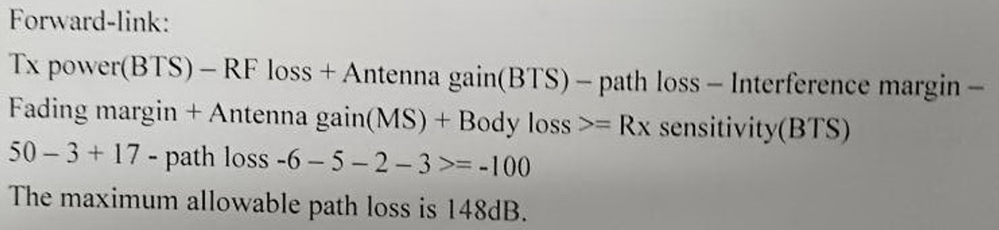 Forward-link:
Tx power(BTS) – RF loss + Antenna gain(BTS) – path loss – Interference margin –
Fading margin + Antenna gain(MS) + Body loss >= Rx sensitivity(BTS)
50 – 3 + 17 - path loss -6 – 5 – 2 – 3 >= -100
The maximum allowable path loss is 148dB.